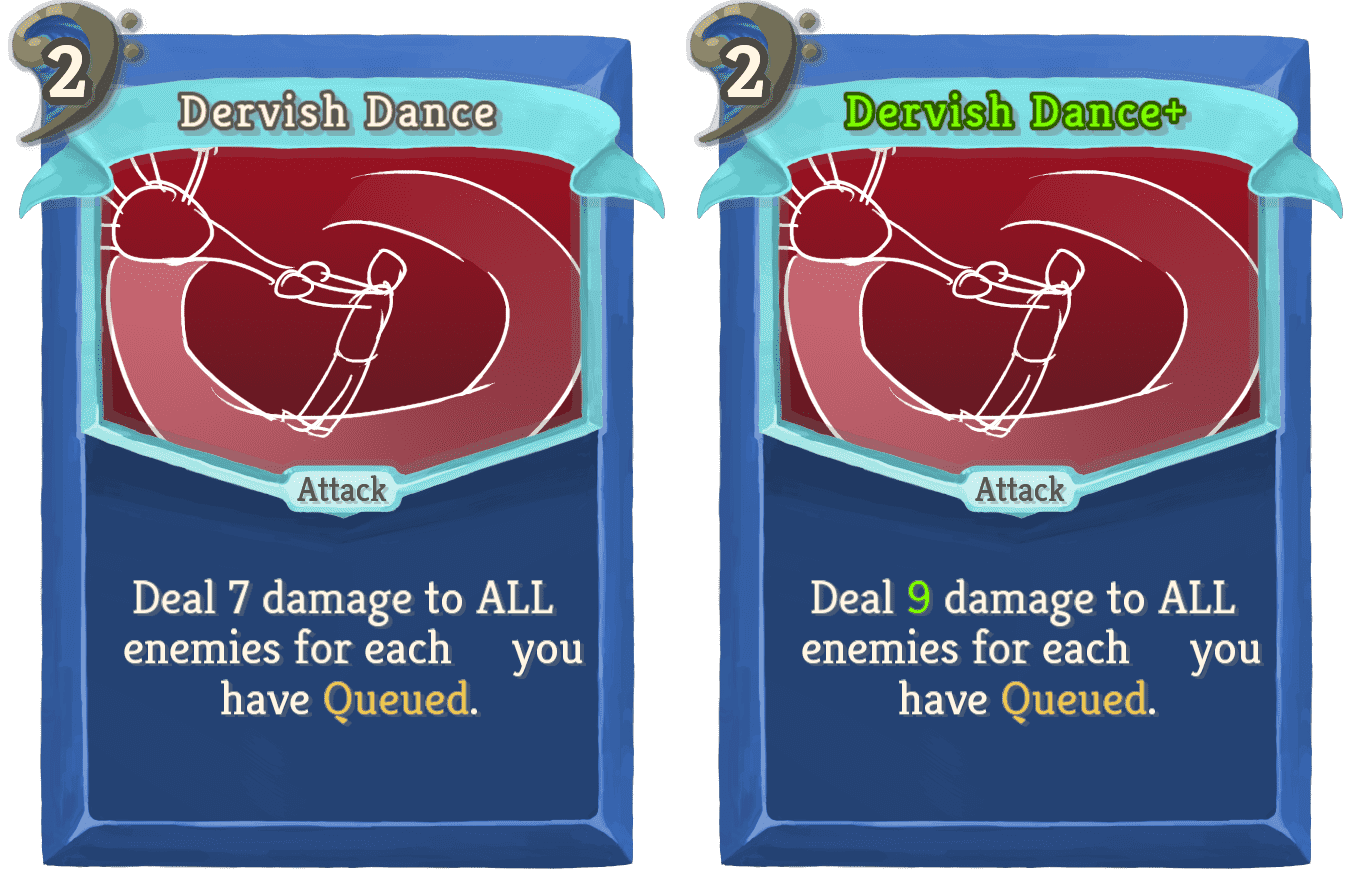 2
Dervish Dance
Attack
Deal 7 damage to ALL
enemies for each you
have Queued.
2
Dervish Dance+
Attack
Deal 9 damage to ALL
enemies for each you
have Queued.